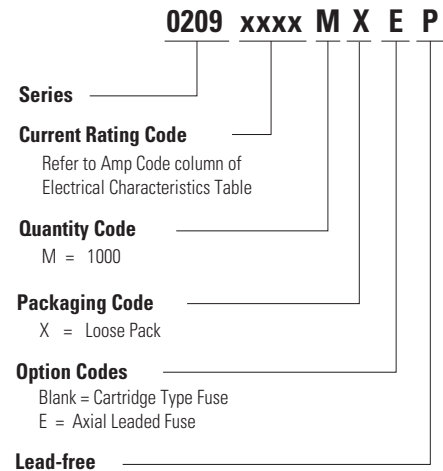 0209 xxxx M X E P
Series
Current Rating Code
Refer to Amp Code column of
Electrical Characteristics Table
Quantity Code
M = 1000
Packaging Code
X = Loose Pack
Option Codes
Blank = Cartridge Type Fuse
E = Axial Leaded Fuse
Lead-free